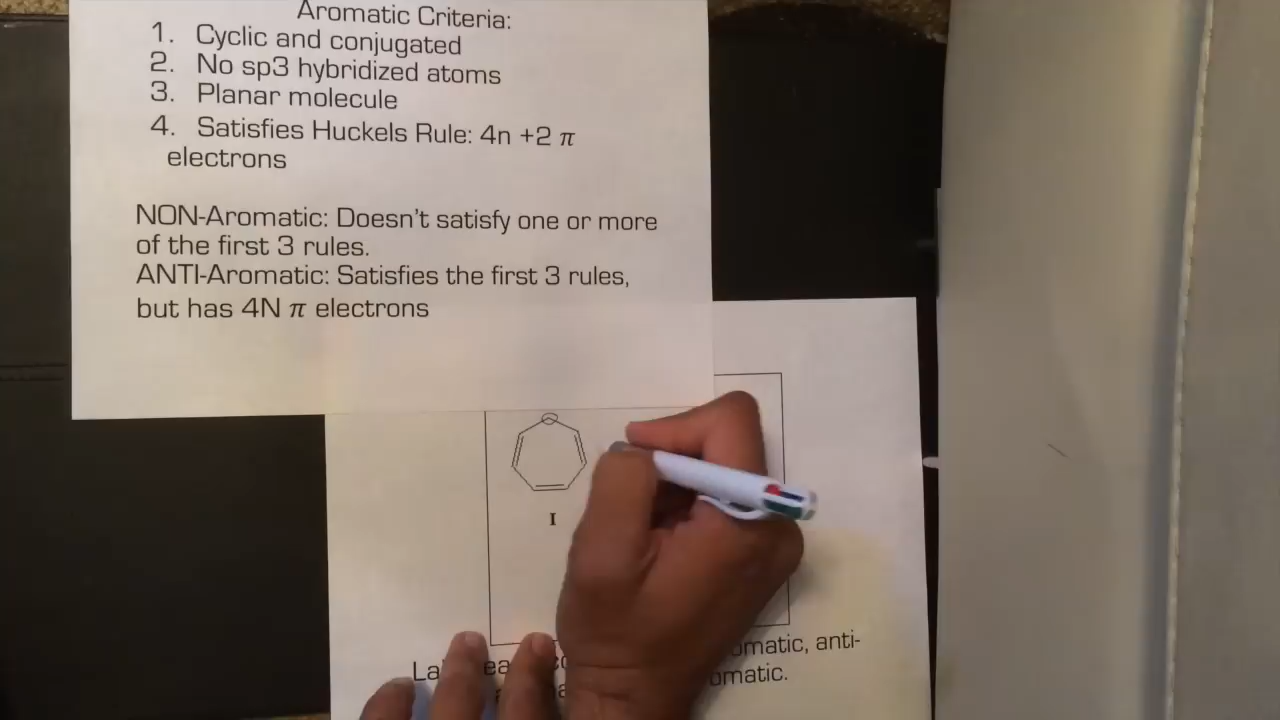 Aromatic Criteria:
1. Cyclic and conjugated
2. No sp3 hybridized atoms
3. Planar molecule
4. Satisfies Huckels Rule: 4n +2 π
electrons
NON-Aromatic: Doesn't satisfy one or more
of the first 3 rules.
ANTI-Aromatic: Satisfies the first 3 rules,
but has 4N π electrons
I
anti-